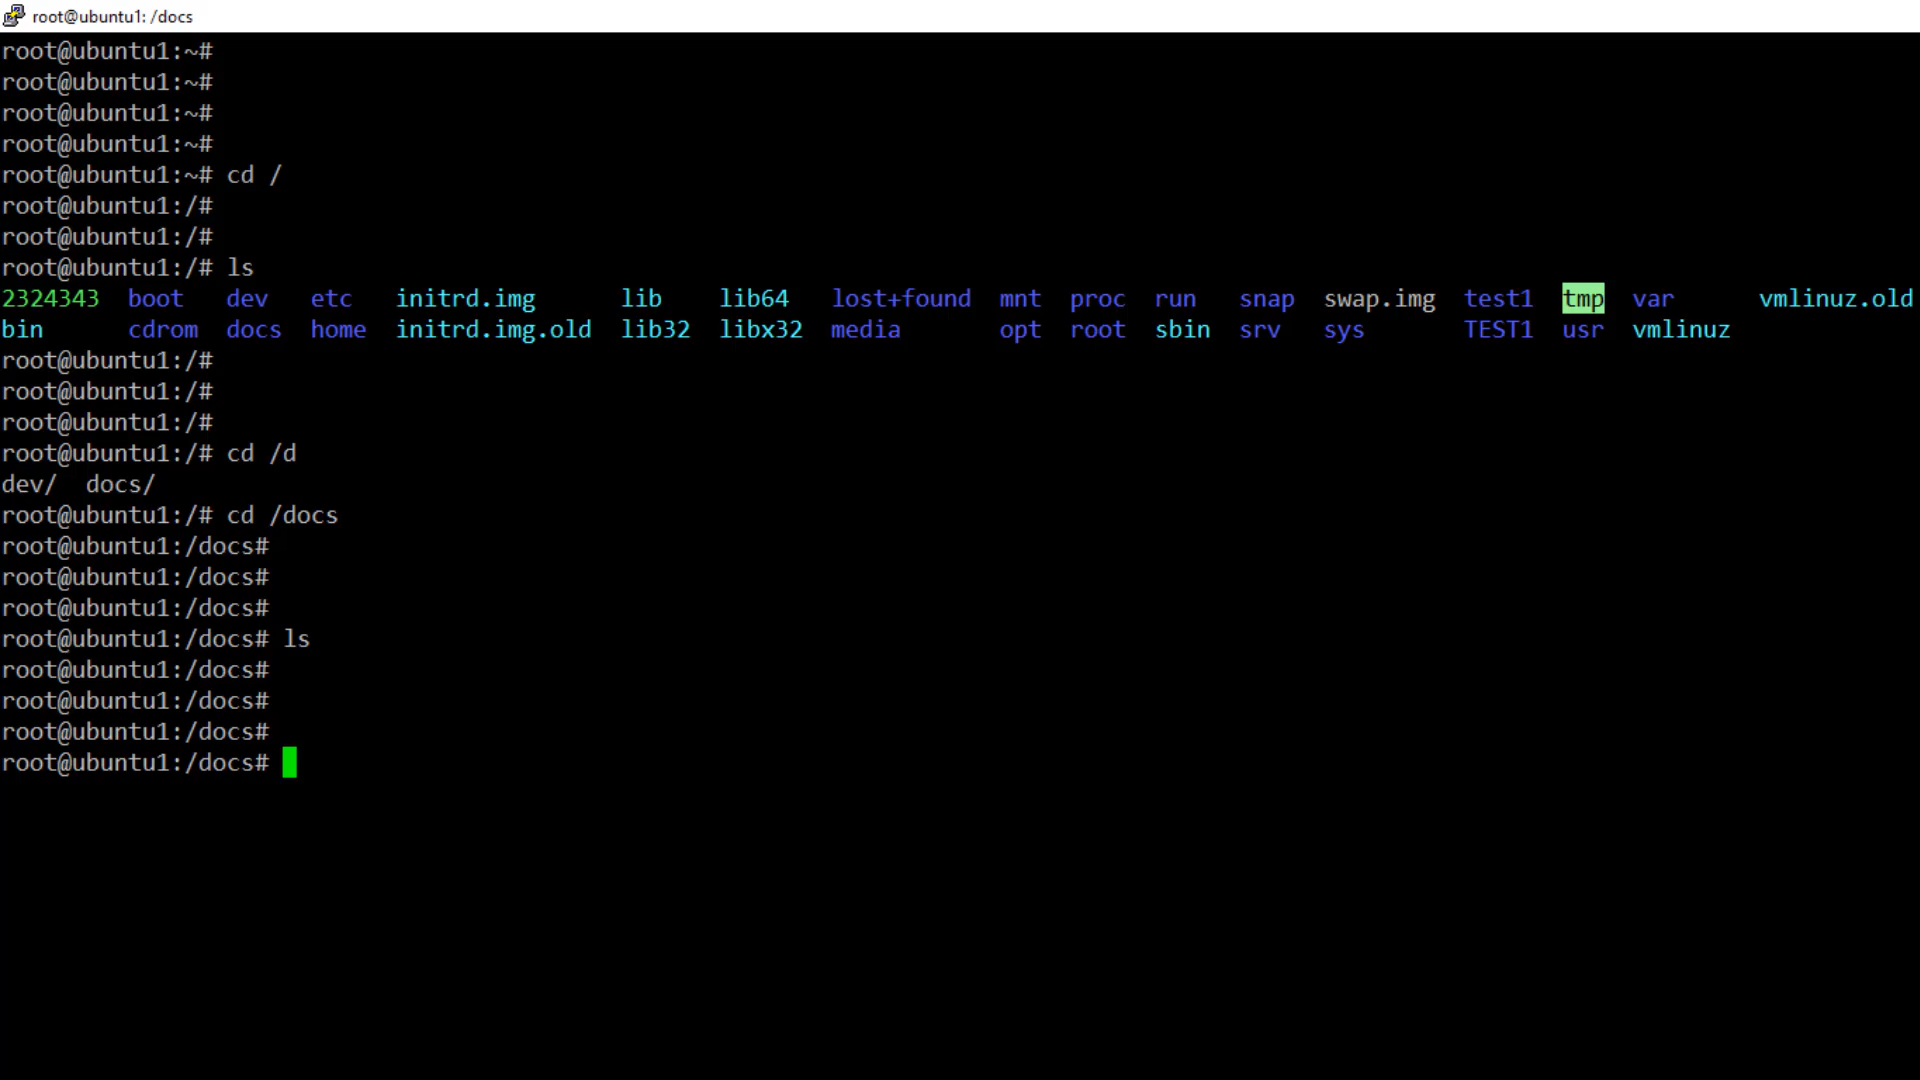 root@ubuntu1: /docs
root@ubuntu1:~#
root@ubuntu1:~#
root@ubuntu1:~#
root@ubuntu1:~#
root@ubuntu1:~# cd /
root@ubuntu1:/#
root@ubuntu1:/#
root@ubuntu1:/# ls
2324343  boot   dev   etc   initrd.img      lib    lib64   lost+found  mnt  proc  run   snap  swap.img  test1  tmp  var      vmlinuz.old
bin      cdrom  docs  home  initrd.img.old  lib32  libx32  media       opt  root  sbin  srv   sys       TEST1  usr  vmlinuz
root@ubuntu1:/#
root@ubuntu1:/#
root@ubuntu1:/#
root@ubuntu1:/# cd /d
dev/  docs/
root@ubuntu1:/# cd /docs
root@ubuntu1:/docs#
root@ubuntu1:/docs#
root@ubuntu1:/docs#
root@ubuntu1:/docs# ls
root@ubuntu1:/docs#
root@ubuntu1:/docs#
root@ubuntu1:/docs#
root@ubuntu1:/docs#